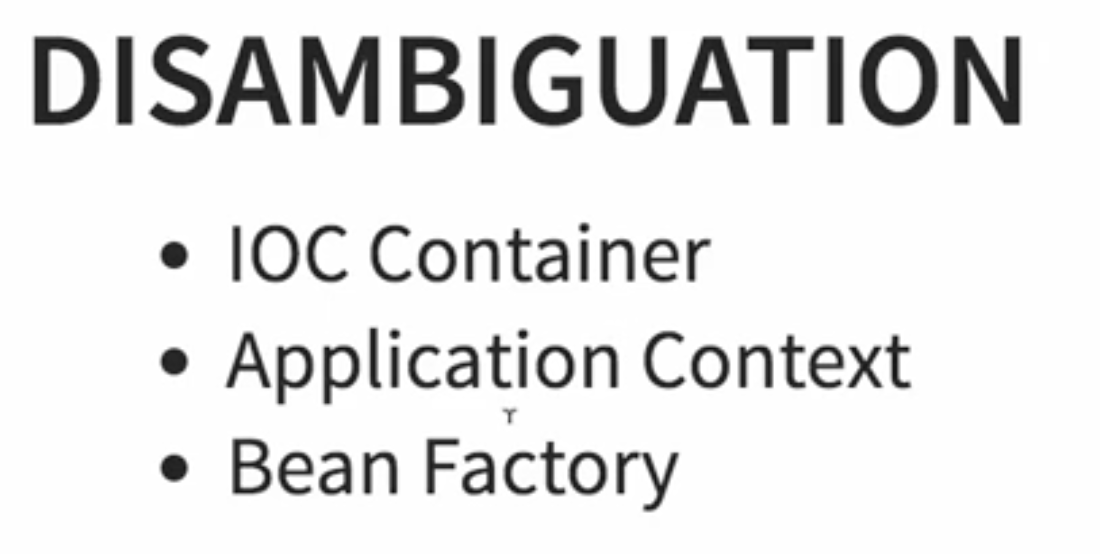 DISAMBIGUATION
• IOC Container
• Application Context
• Bean Factory